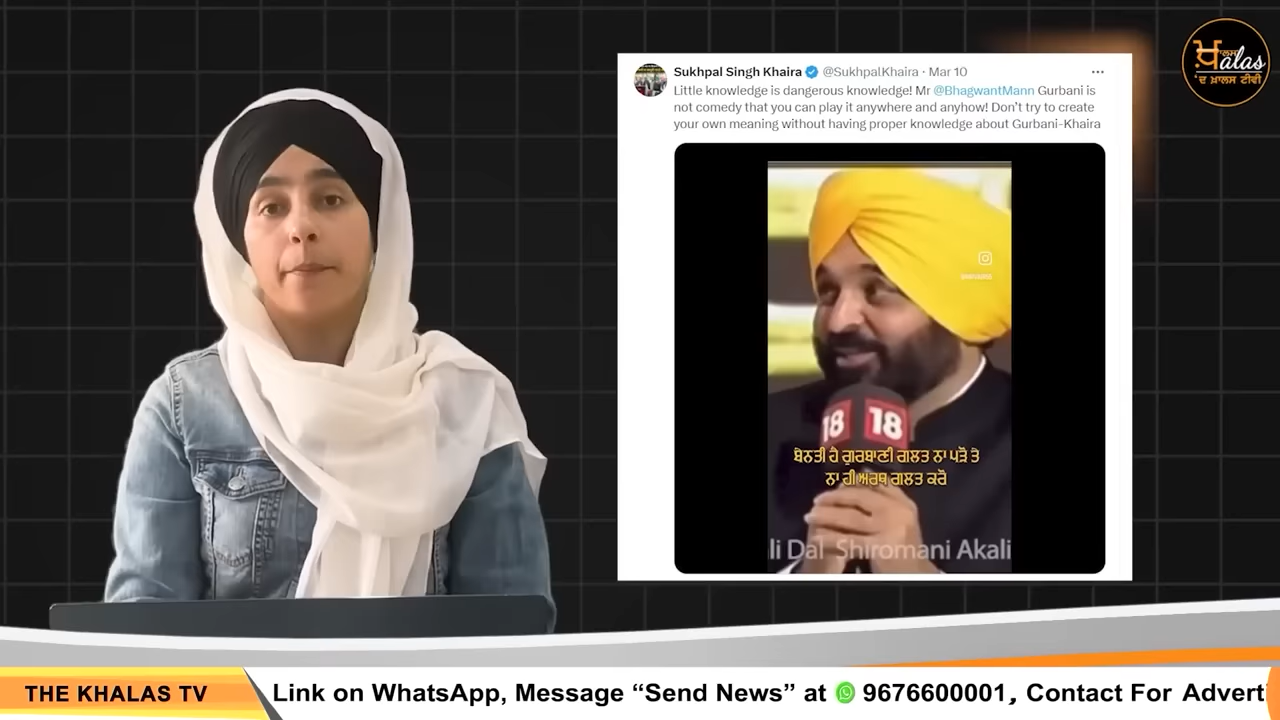 Sukhpal Singh Khaira @SukhpalKhaira · Mar 10
Little knowledge is dangerous knowledge! Mr @BhagwantMann Gurbani is
not comedy that you can play it anywhere and anyhow! Don't try to create
your own meaning without having proper knowledge about Gurbani-Khaira
ਖ਼ਾਲਸ
alas
'ਦ ਖ਼ਾਲਸ ਟੀਵੀ
18 18
ਬੇਨਤੀ ਹੈ ਗੁਰਬਾਣੀ ਗਲਤ ਨਾ ਪੜੋ ਤੇ
ਨਾ ਹੀ ਅਰਥ ਗਲਤ ਕਰੋ
li Dal Shiromani Akali
THE KHALAS TV Link on WhatsApp, Message “Send News” at 9676600001, Contact For Adverti